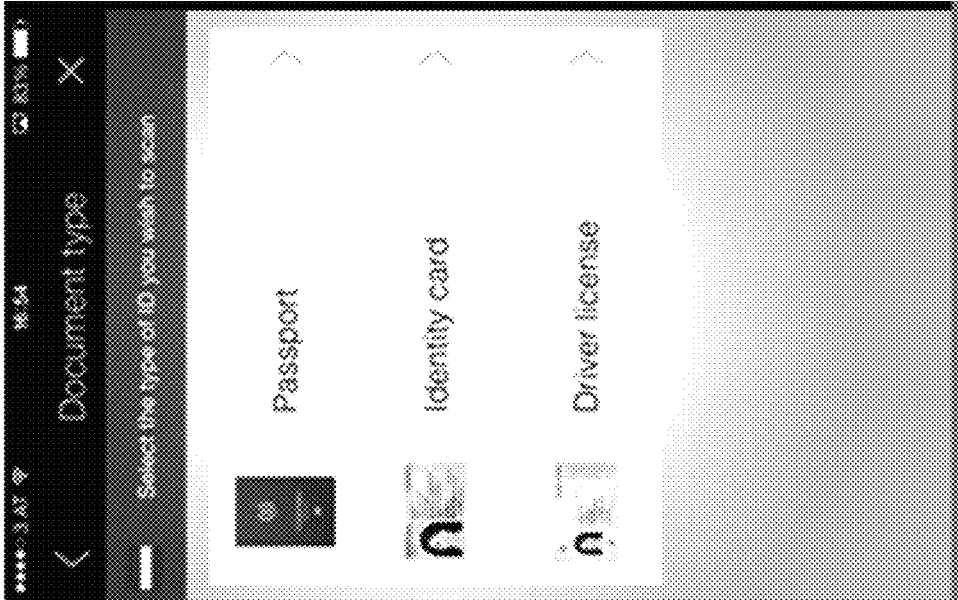 3 AT 16:54 83%
Document type
Select the type of ID you wish to scan
Passport
Identity card
Driver license